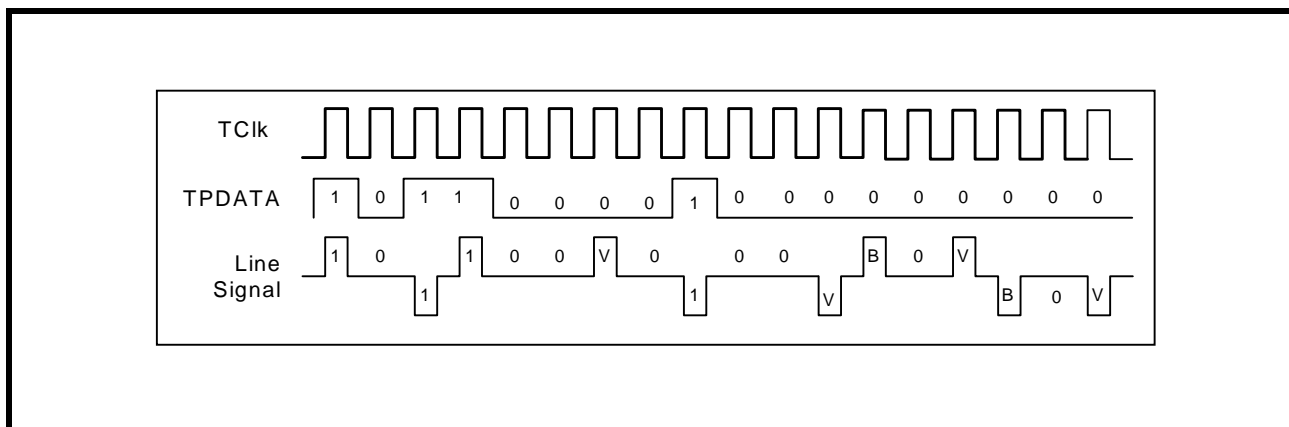 TClk
TPDATA 1 0 1 1 0 0 0 0 1 0 0 0 0 0 0 0 0 0
Line Signal 1 0 1 1 0 0 V 0 1 0 0 V B 0 V B 0 V